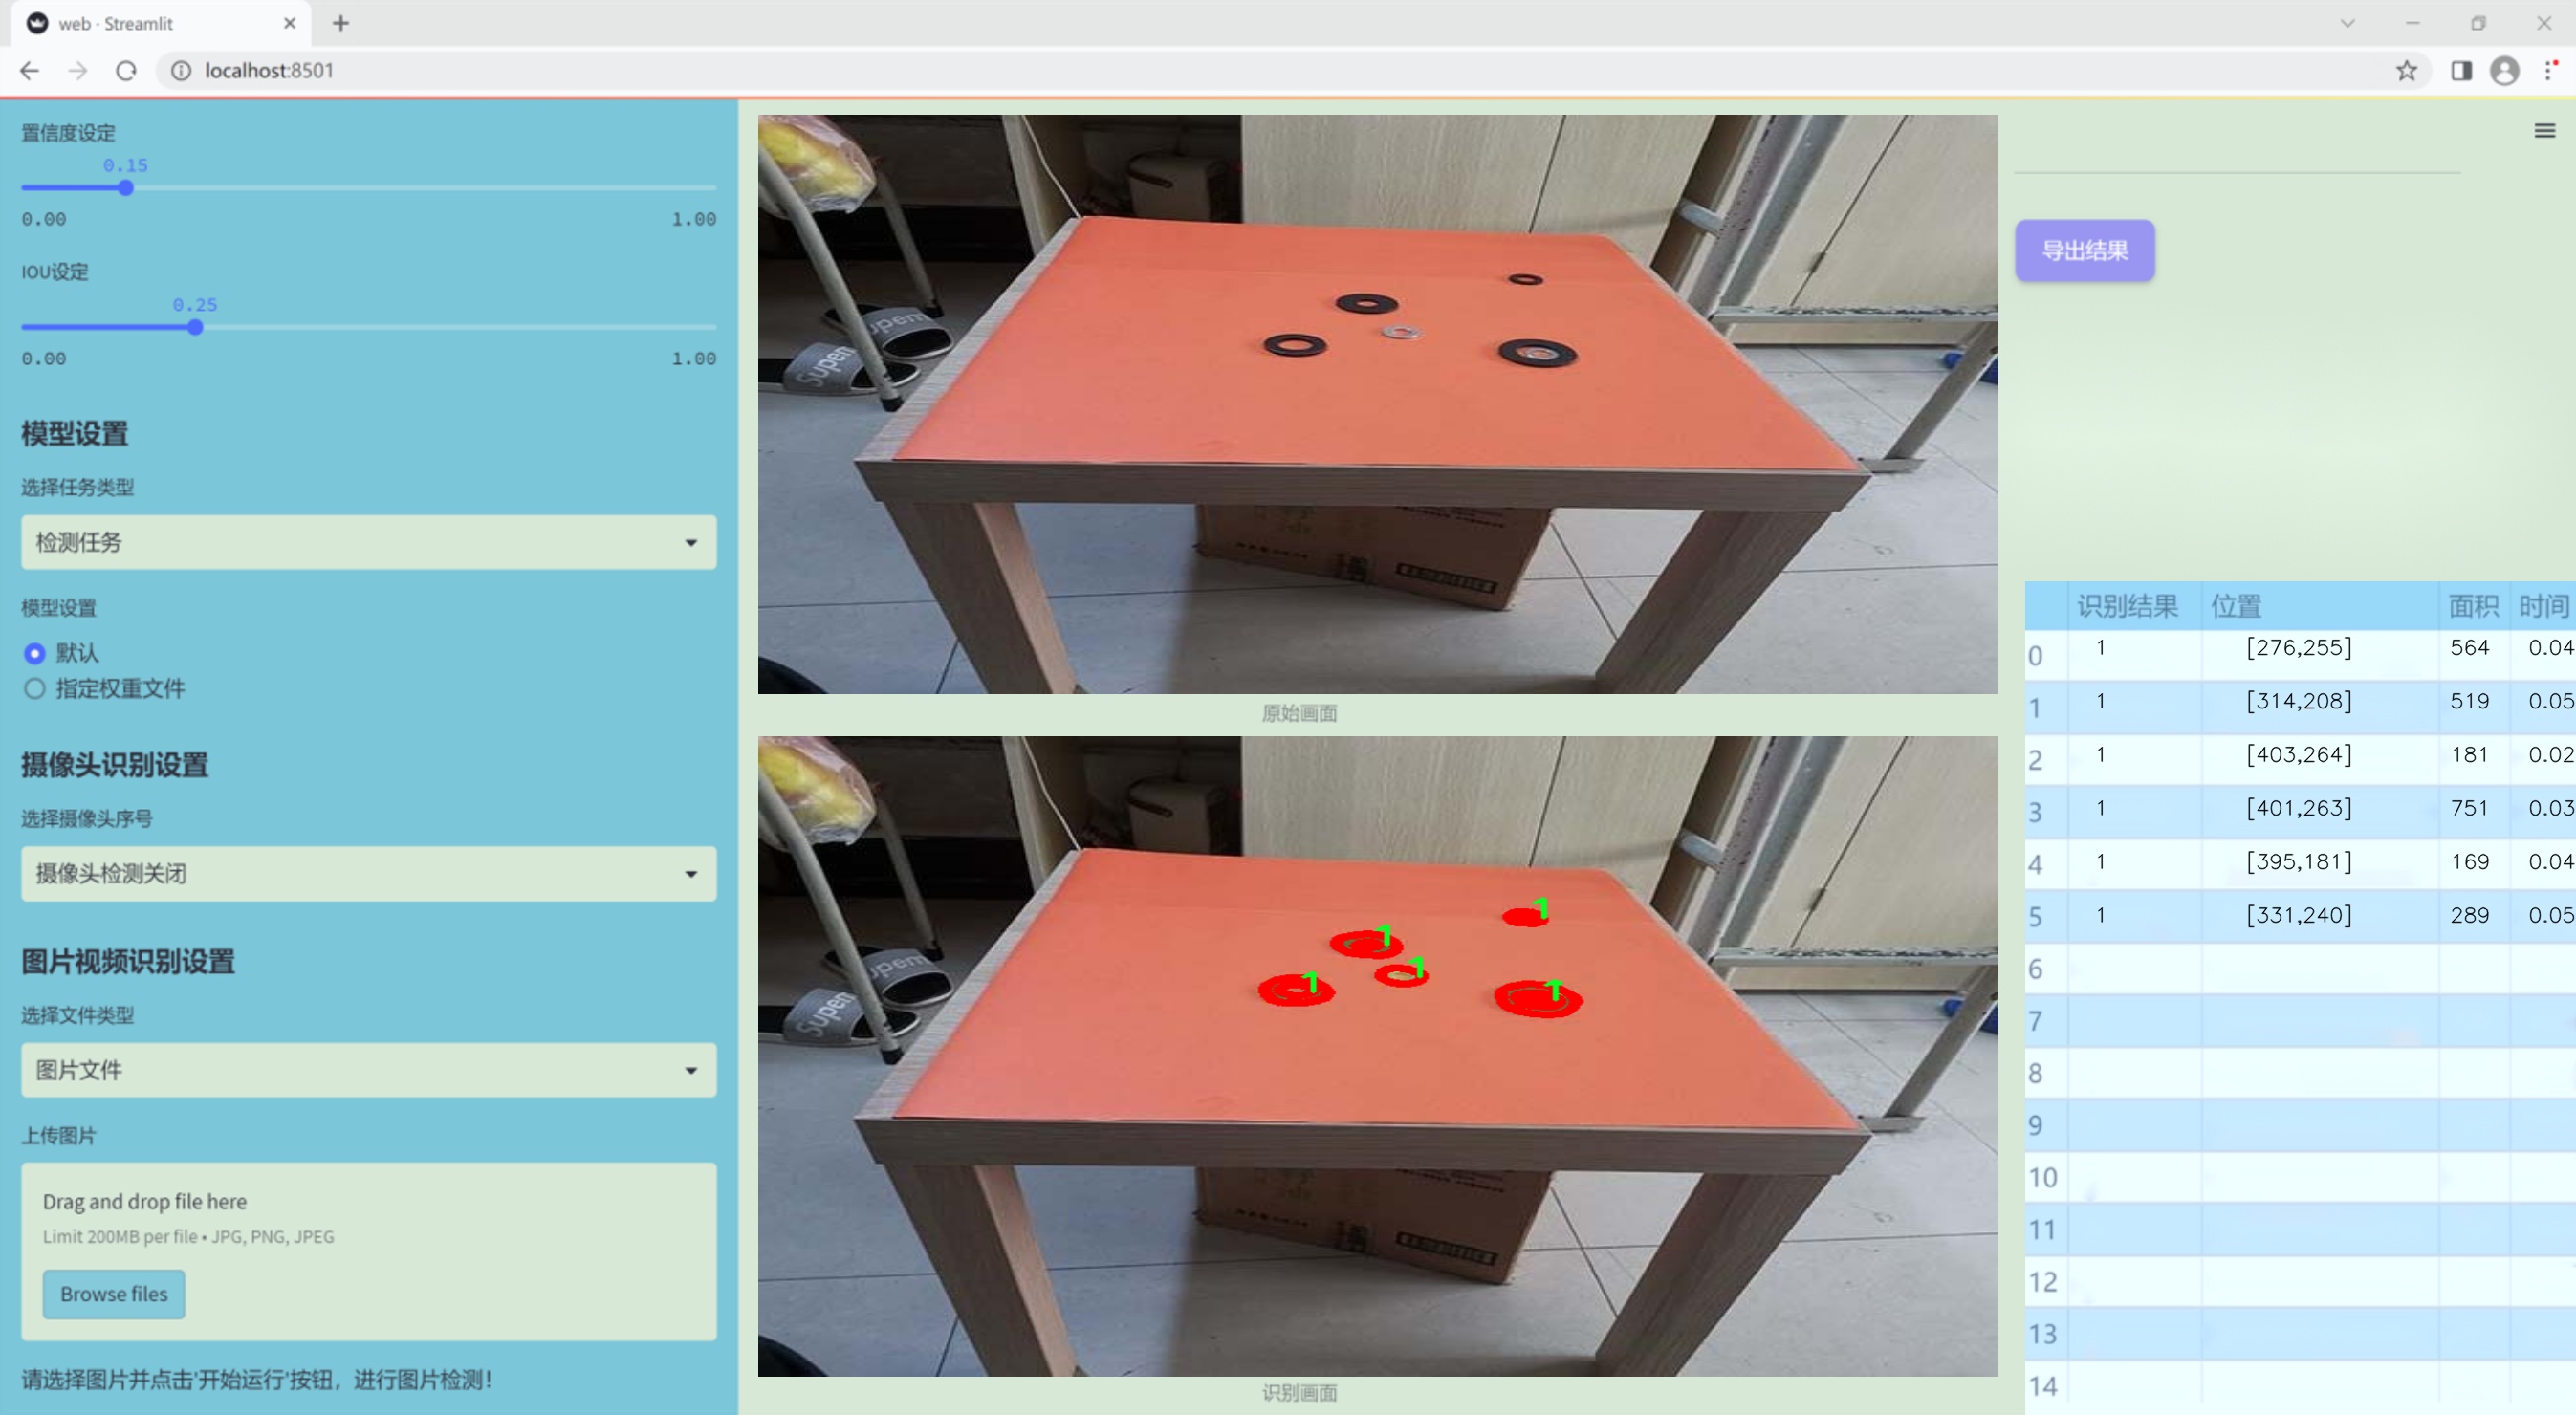 web · Streamlit
localhost:8501
置信度设定
0.15
0.00 1.00
IOU设定
0.25
0.00 1.00
模型设置
选择任务类型
检测任务
模型设置
默认
指定权重文件
摄像头识别设置
选择摄像头序号
摄像头检测关闭
图片视频识别设置
选择文件类型
图片文件
上传图片
Drag and drop file here
Limit 200MB per file • JPG, PNG, JPEG
Browse files
请选择图片并点击'开始运行'按钮，进行图片检测！
原始画面
1
1
1
1
1
识别画面
导出结果
识别结果 位置 面积 时间
0 1 [276,255] 564 0.04
1 1 [314,208] 519 0.05
2 1 [403,264] 181 0.02
3 1 [401,263] 751 0.03
4 1 [395,181] 169 0.04
5 1 [331,240] 289 0.05
6
7
8
9
10
11
12
13
14